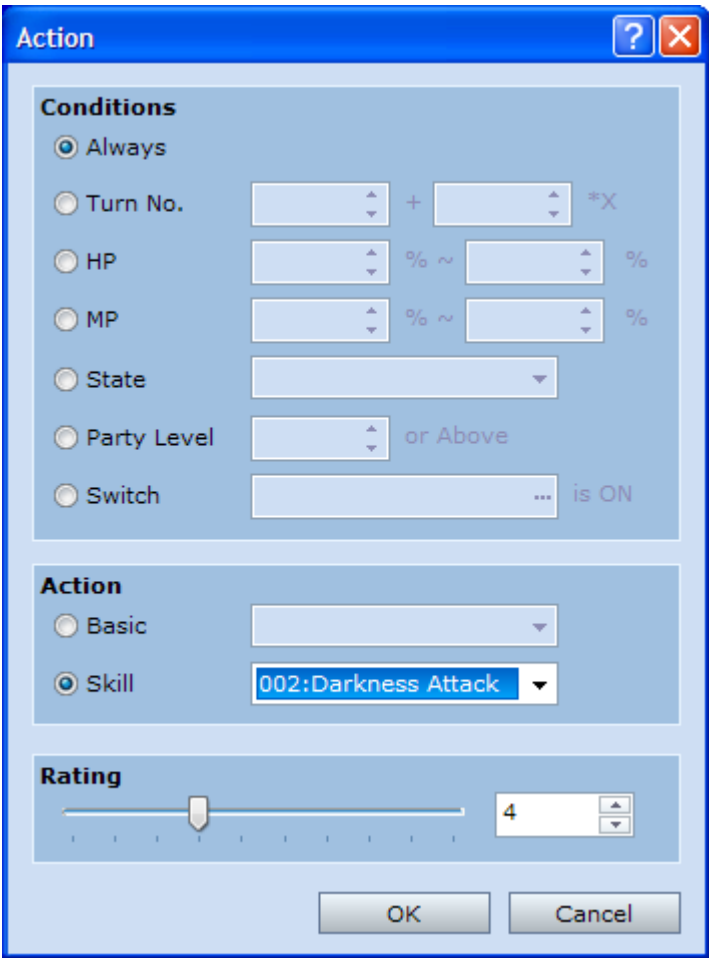 Action
Conditions
Always
Turn No. + *X
HP % ~ %
MP % ~ %
State
Party Level or Above
Switch ... is ON
Action
Basic
Skill 002:Darkness Attack
Rating
4
OK Cancel